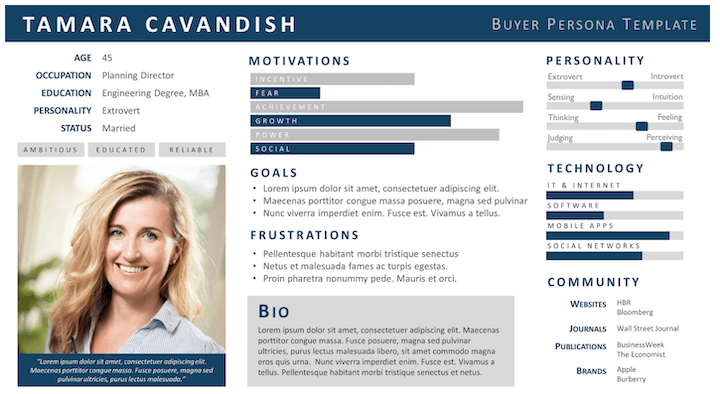 TAMARA CAVANDISH
BUYER PERSONA TEMPLATE
AGE 45
OCCUPATION Planning Director
EDUCATION Engineering Degree, MBA
PERSONALITY Extrovert
STATUS Married
AMBITIOUS EDUCATED RELIABLE
"Lorem ipsum dolor sit amet, consectetuer adipiscing elit.
Maecenas porttitor congue massa. Fusce posuere, magna sed
pulvinar ultricies, purus lectus malesuada."
MOTIVATIONS
INCENTIVE
FEAR
ACHIEVEMENT
GROWTH
POWER
SOCIAL
GOALS
• Lorem ipsum dolor sit amet, consectetuer adipiscing elit.
• Maecenas porttitor congue massa posuere, magna sed pulvinar
• Nunc viverra imperdiet enim. Fusce est. Vivamus a tellus.
FRUSTRATIONS
• Pellentesque habitant morbi tristique senectus
• Netus et malesuada fames ac turpis egestas.
• Proin pharetra nonummy pede. Mauris et orci.
BIO
Lorem ipsum dolor sit amet, consectetuer adipiscing elit. Maecenas
porttitor congue massa. Fusce posuere, magna sed pulvinar
ultricies, purus lectus malesuada libero, sit amet commodo magna
eros quis urna. Nunc viverra imperdiet enim. Fusce est. Vivamus a
tellus. Pellentesque habitant morbi tristique senectus et netus.
PERSONALITY
Extrovert Introvert
Sensing Intuition
Thinking Feeling
Judging Perceiving
TECHNOLOGY
IT & INTERNET
SOFTWARE
MOBILE APPS
SOCIAL NETWORKS
COMMUNITY
WEBSITES HBR
Bloomberg
JOURNALS Wall Street Journal
PUBLICATIONS BusinessWeek
The Economist
BRANDS Apple
Burberry